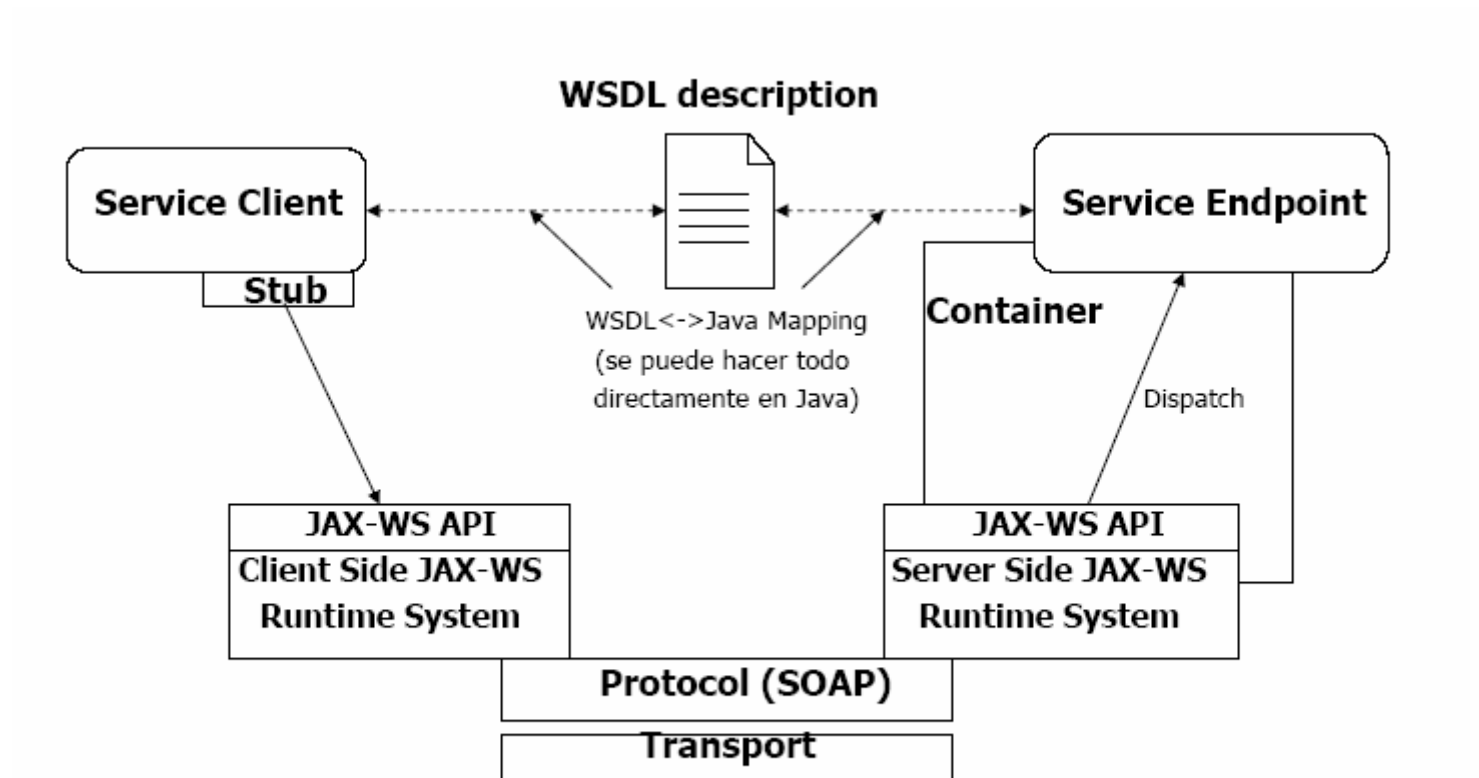 WSDL description
Service Client
Service Endpoint
Stub
Container
WSDL<->Java Mapping
(se puede hacer todo
directamente en Java)
Dispatch
JAX-WS API
Client Side JAX-WS
Runtime System
JAX-WS API
Server Side JAX-WS
Runtime System
Protocol (SOAP)
Transport